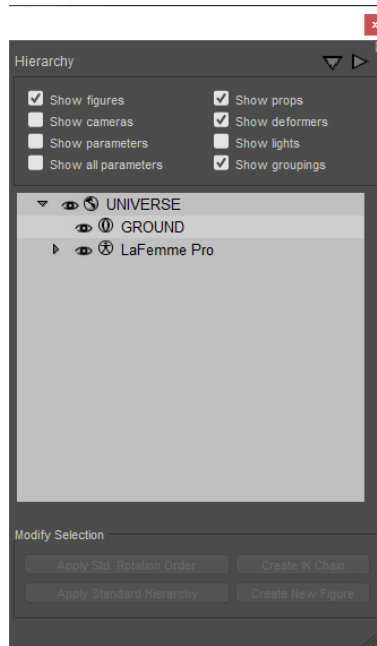 Hierarchy
Show figures
Show props
Show cameras
Show deformers
Show parameters
Show lights
Show all parameters
Show groupings
UNIVERSE
GROUND
LaFemme Pro
Modify Selection
Apply Std. Rotation Order
Create IK Chain
Apply Standard Hierarchy
Create New Figure